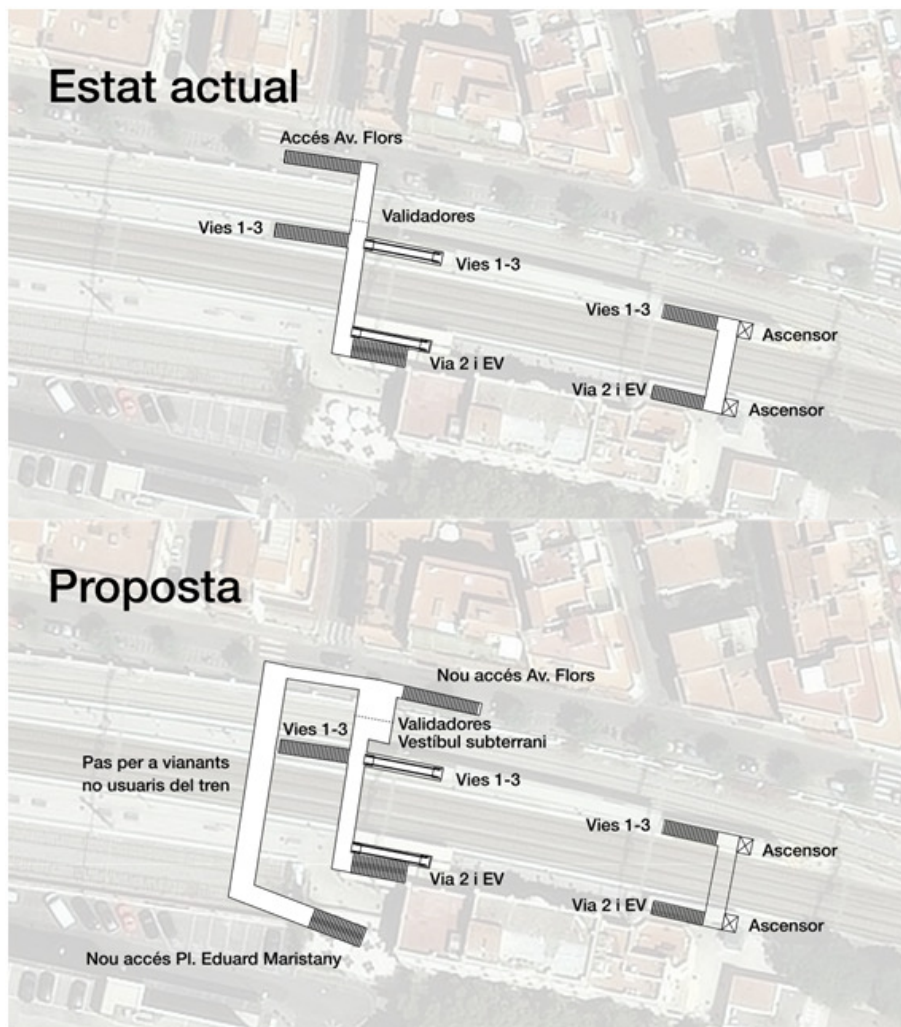 Estat actual
Accés Av. Flors
Validadores
Vies 1-3
Vies 1-3
Vies 1-3
Ascensor
Via 2 i EV
Via 2 i EV
Ascensor
Proposta
Nou accés Av. Flors
Vies 1-3
Validadores
Vestíbul subterrani
Pas per a vianants
no usuaris del tren
Vies 1-3
Vies 1-3
Ascensor
Via 2 i EV
Via 2 i EV
Ascensor
Nou accés Pl. Eduard Maristany